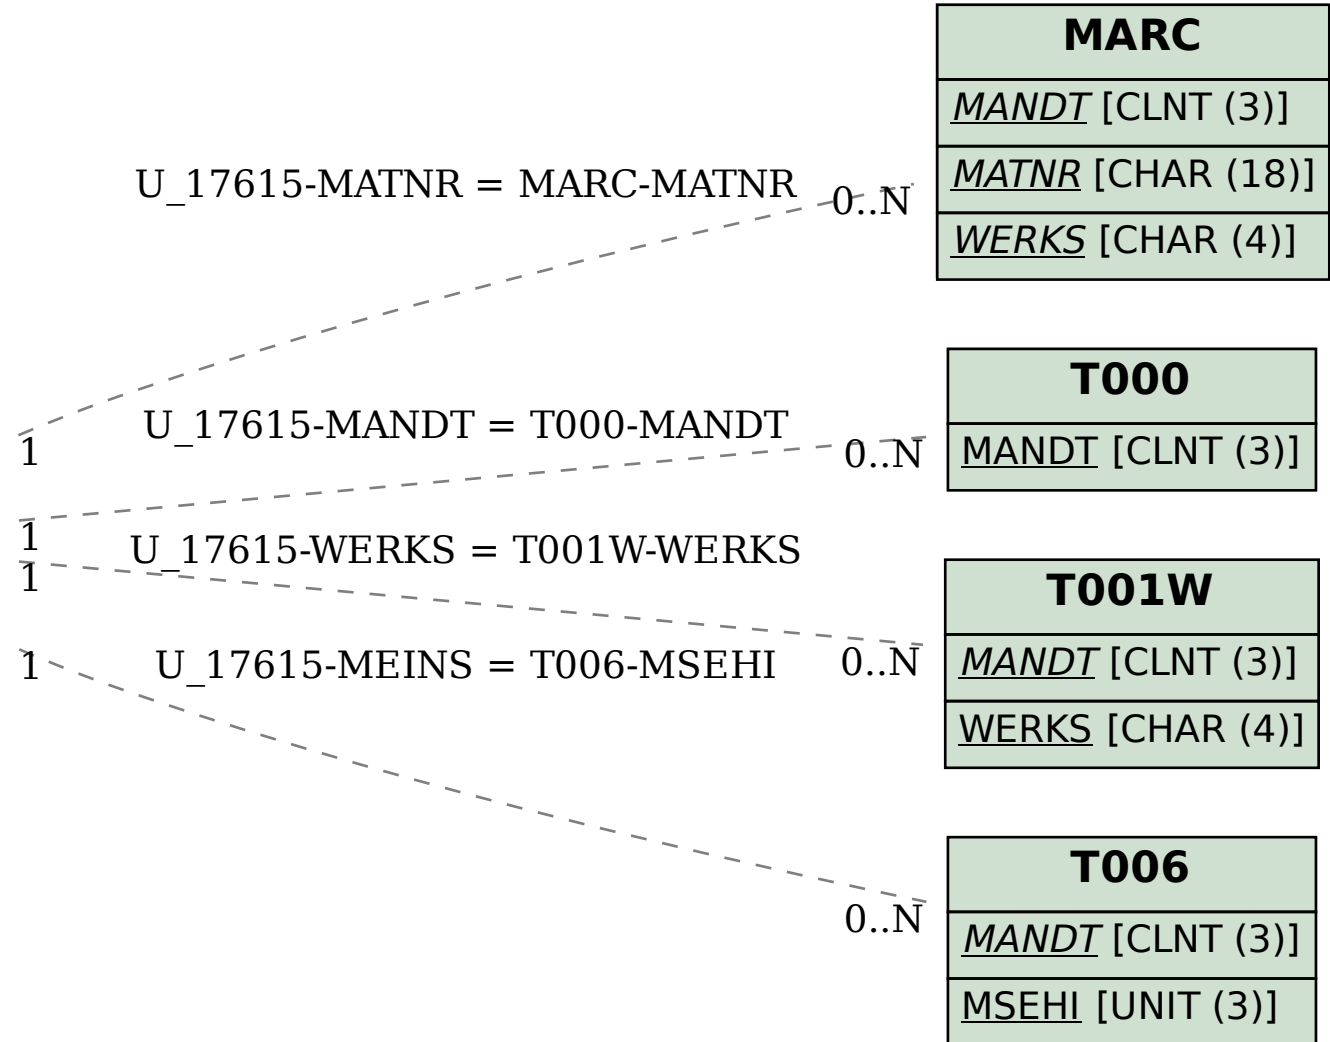 MARC
MANDT [CLNT (3)]
MATNR [CHAR (18)]
WERKS [CHAR (4)]
U_17615-MATNR = MARC-MATNR
0..N
1
T000
MANDT [CLNT (3)]
U_17615-MANDT = T000-MANDT
0..N
1
U_17615-WERKS = T001W-WERKS
1
0..N
T001W
MANDT [CLNT (3)]
WERKS [CHAR (4)]
U_17615-MEINS = T006-MSEHI
1
0..N
T006
MANDT [CLNT (3)]
MSEHI [UNIT (3)]